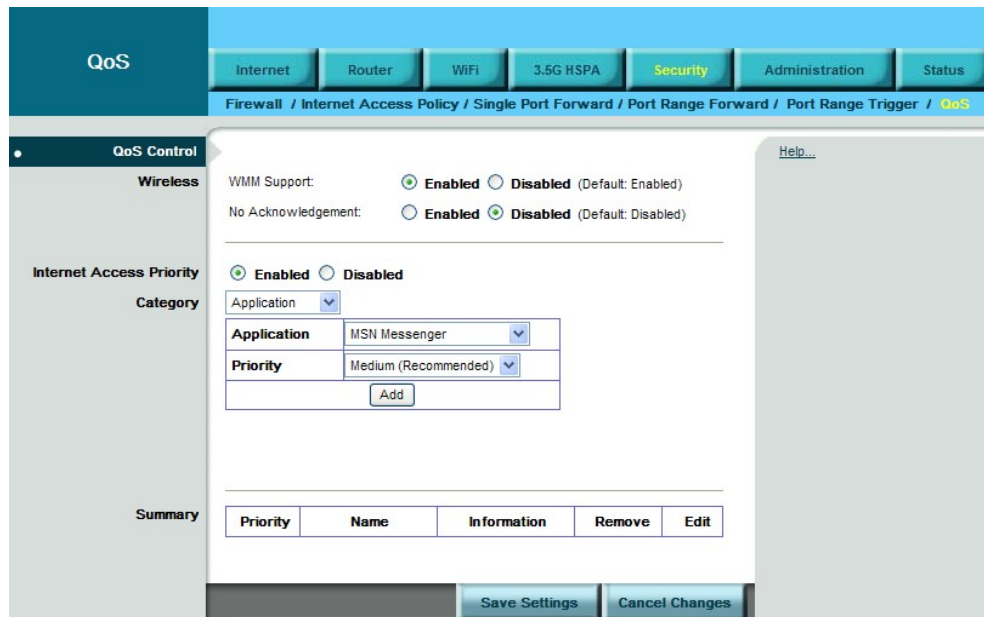 QoS
Internet Router WiFi 3.5G HSPA Security Administration Status
Firewall / Internet Access Policy / Single Port Forward / Port Range Forward / Port Range Trigger / QoS
QoS Control
Help...
Wireless WMM Support: Enabled Disabled (Default: Enabled)
No Acknowledgement: Enabled Disabled (Default: Disabled)
Internet Access Priority Enabled Disabled
Category Application
Application MSN Messenger
Priority Medium (Recommended)
Add
Summary Priority Name Information Remove Edit
Save Settings Cancel Changes